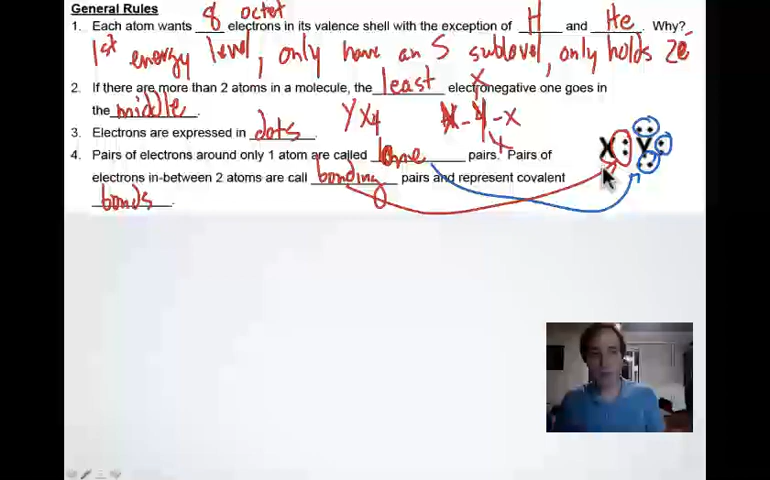 General Rules
1. Each atom wants 8 octet electrons in its valence shell with the exception of H and He. Why?
1st energy level, only have an S sublevel, only holds 2e-
2. If there are more than 2 atoms in a molecule, the least electronegative one goes in
the middle.
YX4 X-Y-X
X
X
3. Electrons are expressed in dots.
4. Pairs of electrons around only 1 atom are called lone pairs. Pairs of
electrons in-between 2 atoms are call bonding pairs and represent covalent
bonds.
X : Y